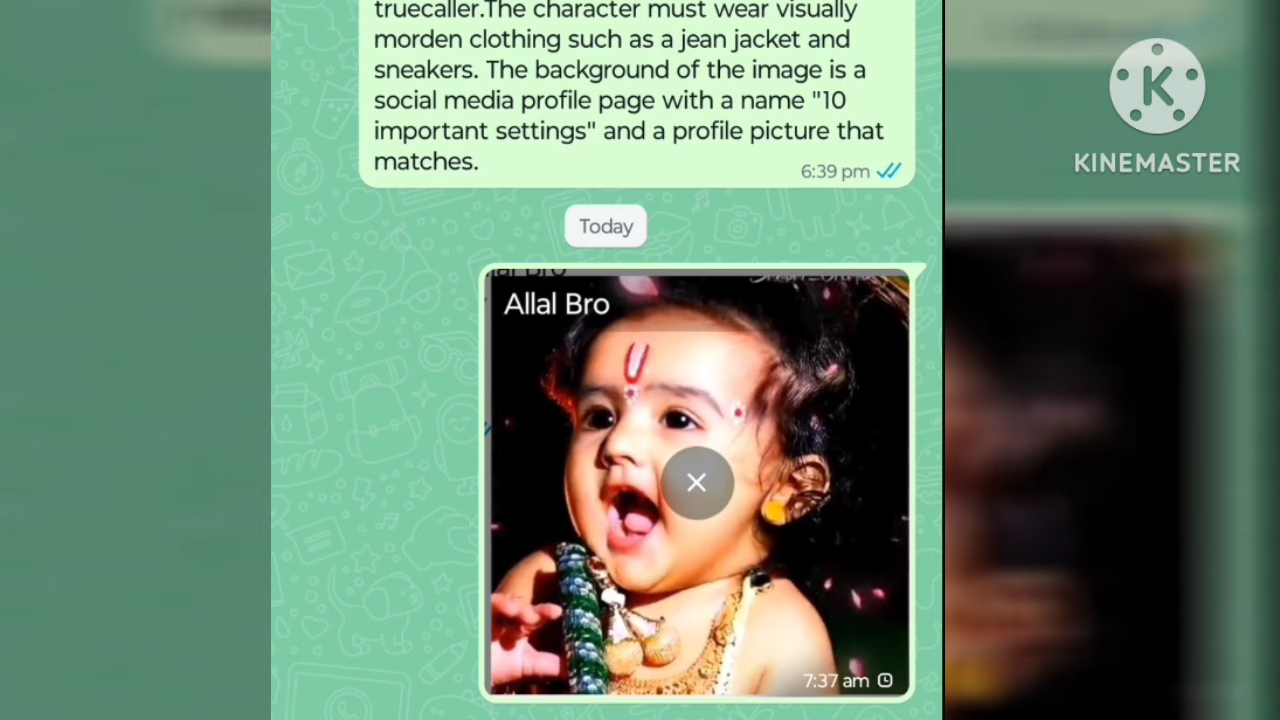 truecaller.The character must wear visually
morden clothing such as a jean jacket and
sneakers. The background of the image is a
social media profile page with a name "10
important settings" and a profile picture that
matches.
6:39 pm
KINEMASTER
Today
Allal Bro
7:37 am